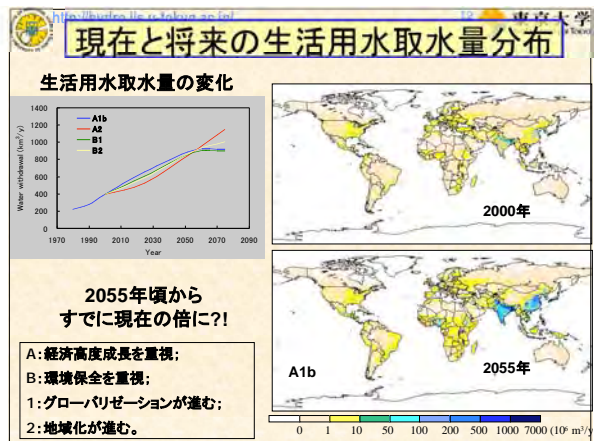 http://hydro.iis.u-tokyo.ac.jp/
東京大学
現在と将来の生活用水取水量分布
生活用水取水量の変化
1400
1200
1000
800
600
400
200
0
Water withdrawal (km³/y)
A1b
A2
B1
B2
1970 1990 2010 2030 2050 2070 2090
Year
2000年
2055年頃から
すでに現在の倍に?!
A1b
2055年
A:経済高度成長を重視;
B:環境保全を重視;
1:グローバリゼーションが進む;
2:地域化が進む。
0 1 10 50 100 200 500 1000 7000 (10⁶ m³/y